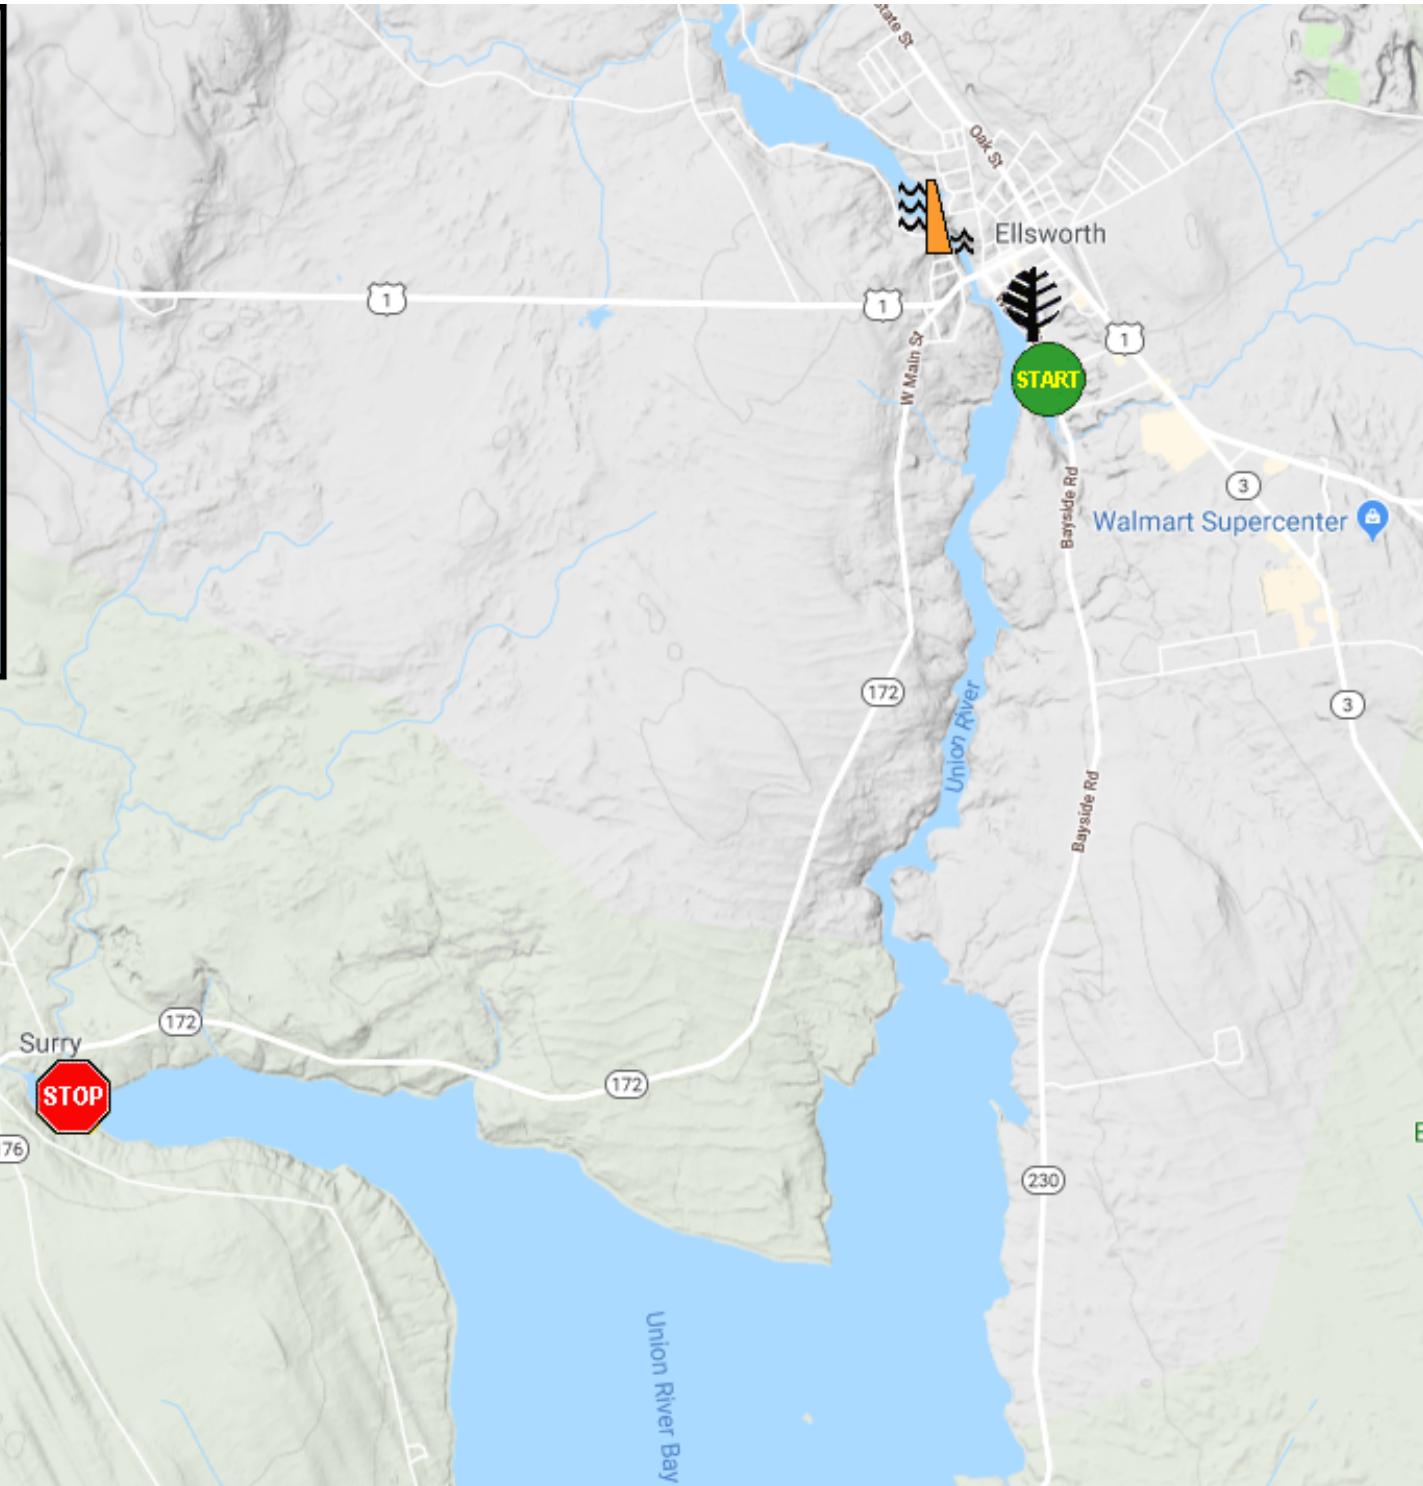 State St
Oak St
Ellsworth
1
1
1
W Main St
START
3
Bayside Rd
Walmart Supercenter
172
Union River
3
Bayside Rd
172
Surry
172
STOP
76
230
Union River Bay